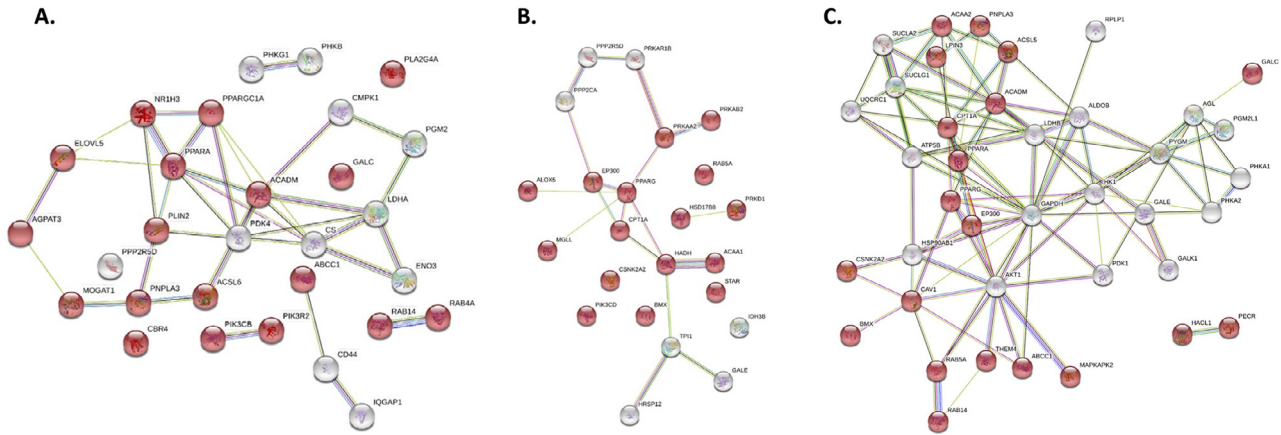 A.
PHKG1
PHKB
PLA2G4A
NR1H3
PPARGC1A
CMPK1
PGM2
ELOVL5
PPARA
GALC
ACADM
LDHA
AGPAT3
PLIN2
PDK4
CS
PPP2R5D
ABCC1
ENO3
MOGAT1
PNPLA3
ACSL6
CBR4
PIK3CB
PIK3R2
RAB14
RAB4A
CD44
IQGAP1
B.
PPP2R5D
PRKAR1B
PPP2CA
PRKAB2
PRKAA2
RAB5A
ALOX5
EP300
PPARG
HSD17B8
PRKD1
CPT1A
MGLL
HADH
ACAA1
CSNK2A2
STAR
PIK3CD
BMX
IDH3B
TPI1
GALE
HRSP12
C.
ACAA2
PNPLA3
RPLP1
SUCLA2
LPIN3
ACSL5
GALC
SUCLG1
UQCRC1
ACADM
ALDOB
AGL
CPT1A
LDHB
PGM2L1
ATP5B
PPARA
PYGM
PHKA1
PPARG
HK1
PHKA2
EP300
GAPDH
GALE
HSP90AB1
CSNK2A2
AKT1
PDK1
GALK1
CAV1
BMX
HACL1
PECR
RAB5A
THEM4
ABCC1
MAPKAPK2
RAB14